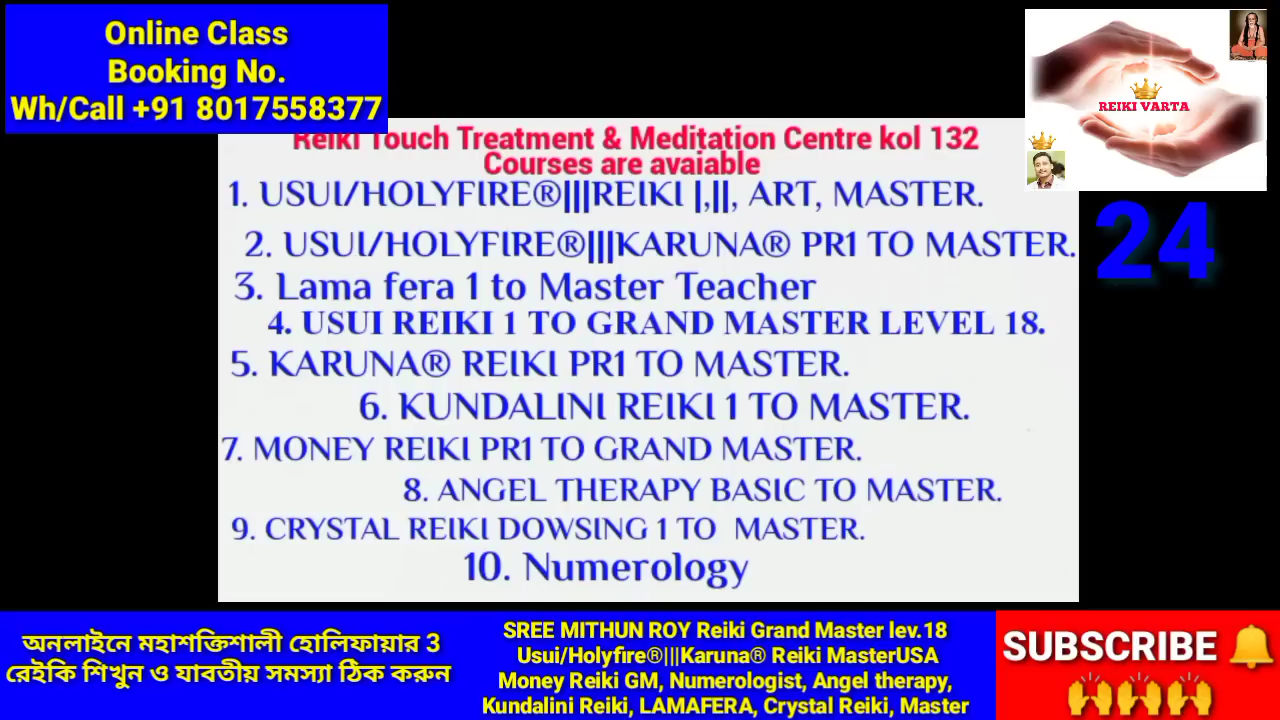 Online Class
Booking No.
Wh/Call +91 8017558377
REIKI VARTA
Reiki Touch Treatment & Meditation Centre kol 132
Courses are avaiable
1. USUI/HOLYFIRE®|||REIKI |,||, ART, MASTER.
2. USUI/HOLYFIRE®|||KARUNA® PR1 TO MASTER.
24
3. Lama fera 1 to Master Teacher
4. USUI REIKI 1 TO GRAND MASTER LEVEL 18.
5. KARUNA® REIKI PR1 TO MASTER.
6. KUNDALINI REIKI 1 TO MASTER.
7. MONEY REIKI PR1 TO GRAND MASTER.
8. ANGEL THERAPY BASIC TO MASTER.
9. CRYSTAL REIKI DOWSING 1 TO MASTER.
10. Numerology
অনলাইনে মহাশক্তিশালী হোলিফায়ার 3
রেইকি শিখুন ও যাবতীয় সমস্যা ঠিক করুন
SREE MITHUN ROY Reiki Grand Master lev.18
Usui/Holyfire®|||Karuna® Reiki MasterUSA
Money Reiki GM, Numerologist, Angel therapy,
Kundalini Reiki, LAMAFERA, Crystal Reiki, Master
SUBSCRIBE